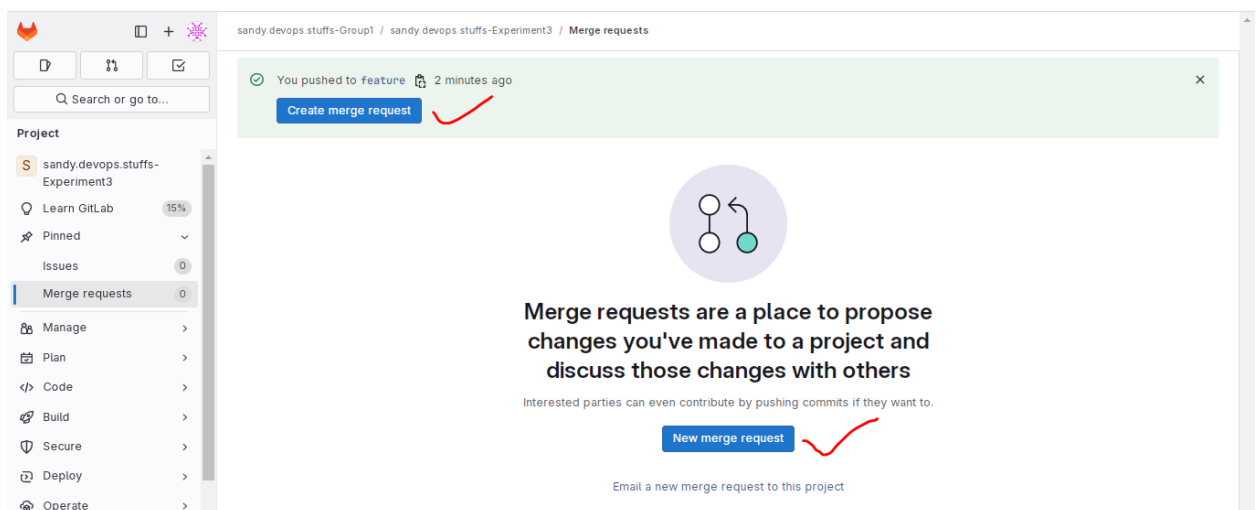 sandy.devops.stuffs-Group1 / sandy.devops.stuffs-Experiment3 / Merge requests
You pushed to feature 2 minutes ago
Create merge request
Search or go to...
Project
S sandy.devops.stuffs-
Experiment3
Learn GitLab 15%
Pinned
Issues 0
Merge requests 0
Manage
Plan
Code
Build
Secure
Deploy
Operate
Merge requests are a place to propose
changes you've made to a project and
discuss those changes with others
Interested parties can even contribute by pushing commits if they want to.
New merge request
Email a new merge request to this project